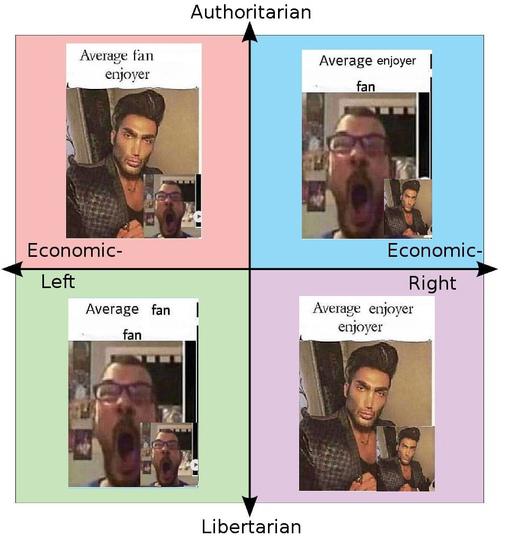 Authoritarian
Average fan
enjoyer
Average enjoyer
fan
Economic-
Economic-
Left
Right
Average fan
fan
Average enjoyer
enjoyer
Libertarian